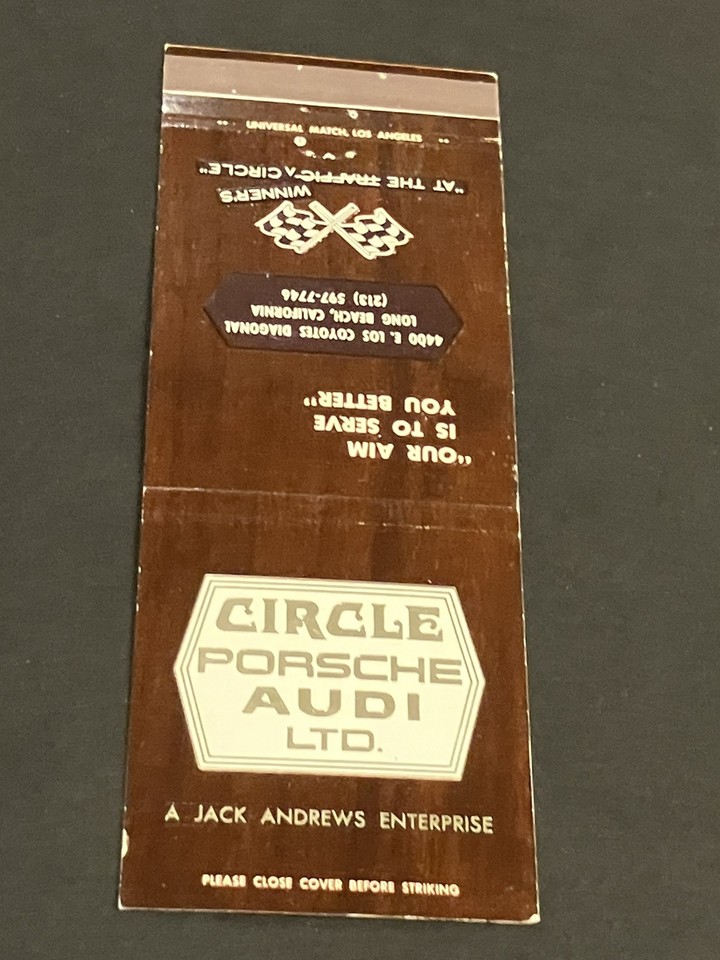 UNIVERSAL MATCH, LOS ANGELES
"AT THE TRAFFIC ^ CIRCLE"
WINNER'S
4400 E. LOS COYOTES DIAGONAL
LONG BEACH, CALIFORNIA
(213) 597-7746
"OUR AIM
IS TO SERVE
YOU BETTER"
CIRCLE
PORSCHE
AUDI
LTD.
A JACK ANDREWS ENTERPRISE
PLEASE CLOSE COVER BEFORE STRIKING